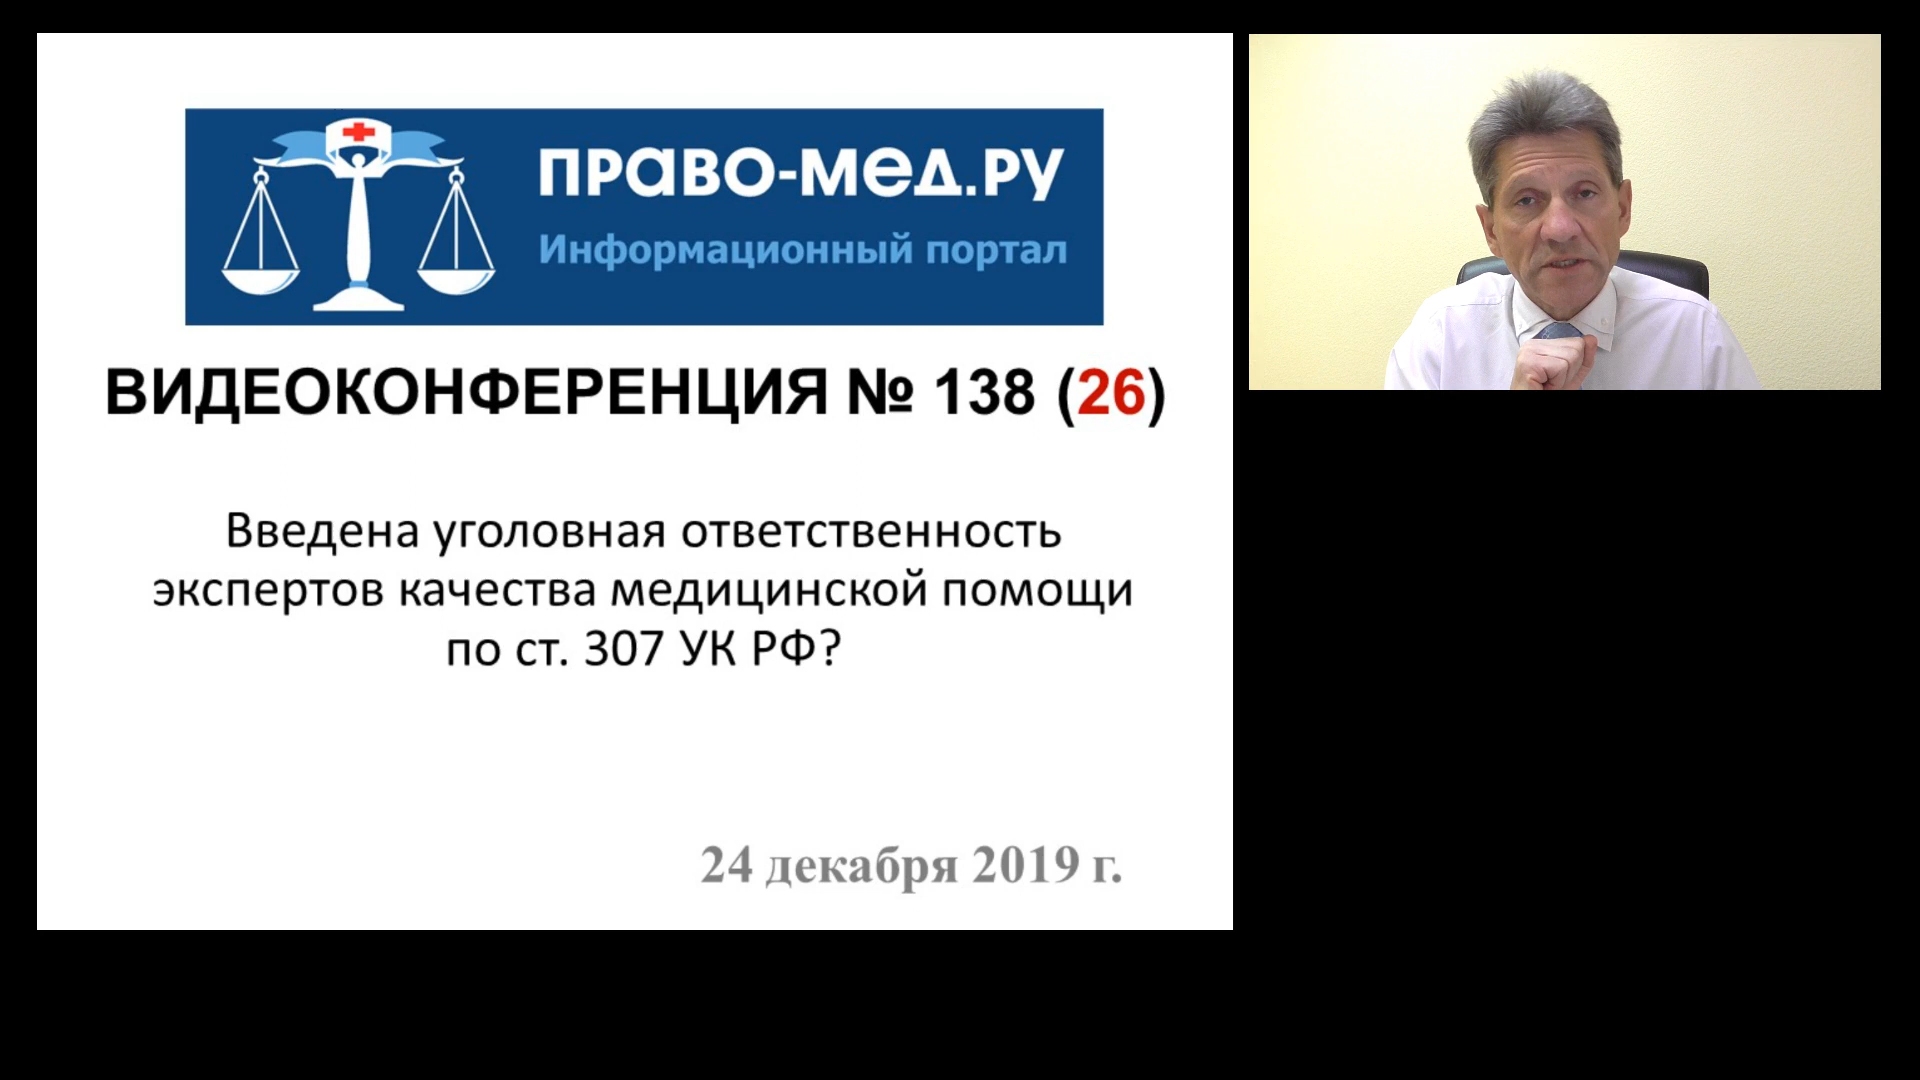 ПРАВО-МЕД.РУ
Информационный портал
ВИДЕОКОНФЕРЕНЦИЯ № 138 (26)
Введена уголовная ответственность
экспертов качества медицинской помощи
по ст. 307 УК РФ?
24 декабря 2019 г.